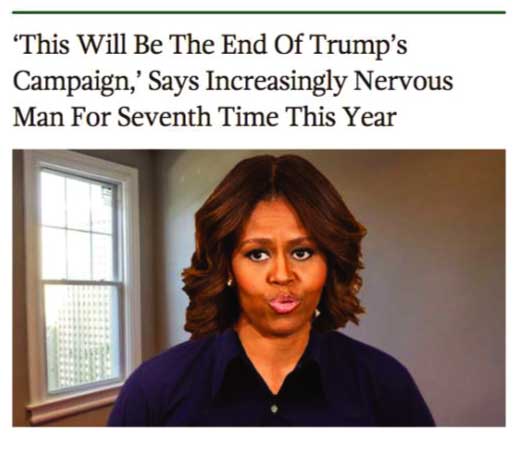 ‘This Will Be The End Of Trump’s
Campaign,’ Says Increasingly Nervous
Man For Seventh Time This Year